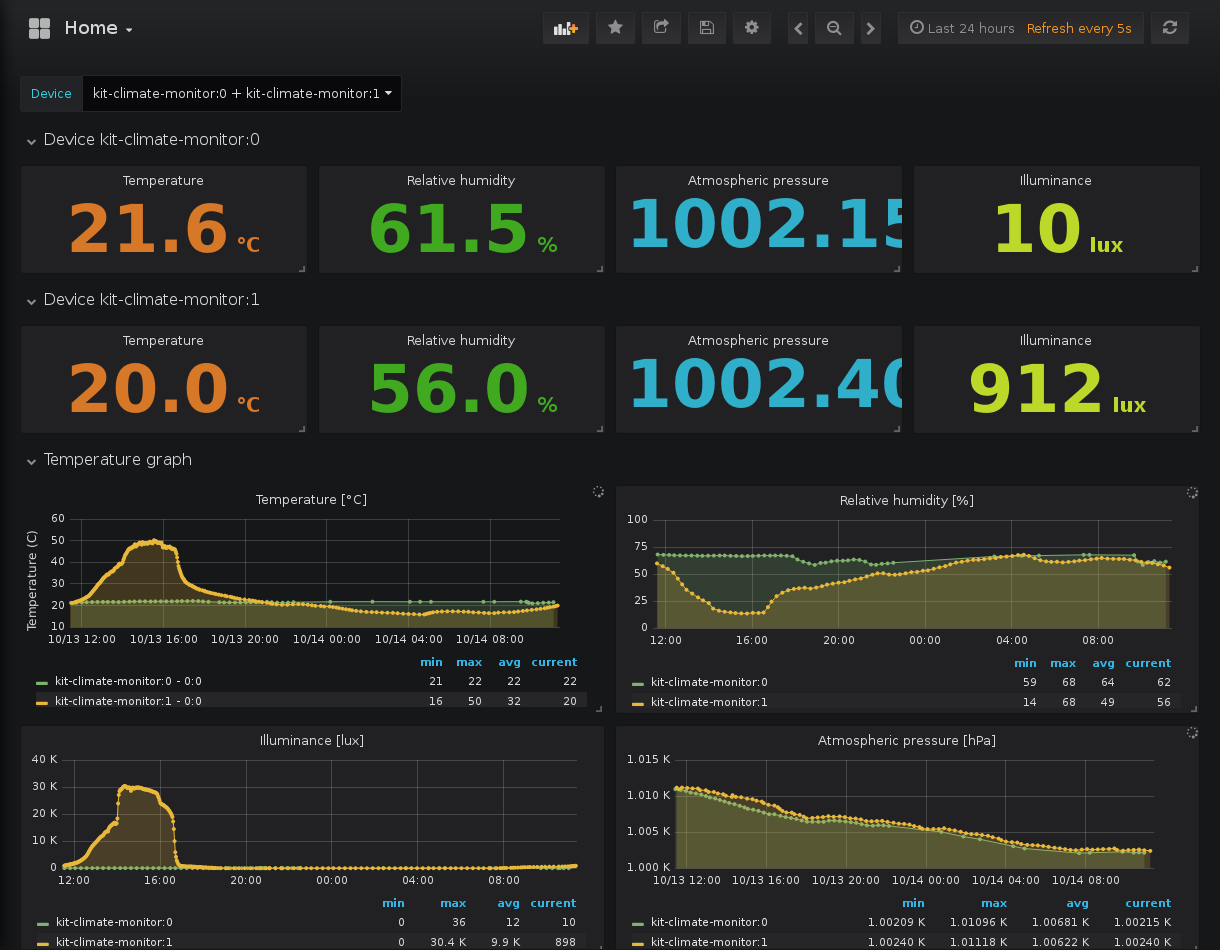 Home
Last 24 hours Refresh every 5s
Device kit-climate-monitor:0 + kit-climate-monitor:1
Device kit-climate-monitor:0
Temperature Relative humidity Atmospheric pressure Illuminance
21.6 °C 61.5 % 1002.15 10 lux
Device kit-climate-monitor:1
Temperature Relative humidity Atmospheric pressure Illuminance
20.0 °C 56.0 % 1002.40 912 lux
Temperature graph
Temperature [°C]
Temperature (C)
60
50
40
30
20
10
10/13 12:00 10/13 16:00 10/13 20:00 10/14 00:00 10/14 04:00 10/14 08:00
min max avg current
kit-climate-monitor:0 - 0:0 21 22 22 22
kit-climate-monitor:1 - 0:0 16 50 32 20
Relative humidity [%]
100
75
50
25
0
12:00 16:00 20:00 00:00 04:00 08:00
min max avg current
kit-climate-monitor:0 59 68 64 62
kit-climate-monitor:1 14 68 49 56
Illuminance [lux]
40 K
30 K
20 K
10 K
0
12:00 16:00 20:00 00:00 04:00 08:00
min max avg current
kit-climate-monitor:0 0 36 12 10
kit-climate-monitor:1 0 30.4 K 9.9 K 898
Atmospheric pressure [hPa]
1.015 K
1.010 K
1.005 K
1.000 K
10/13 12:00 10/13 16:00 10/13 20:00 10/14 00:00 10/14 04:00 10/14 08:00
min max avg current
kit-climate-monitor:0 1.00209 K 1.01096 K 1.00681 K 1.00215 K
kit-climate-monitor:1 1.00240 K 1.01118 K 1.00622 K 1.00240 K